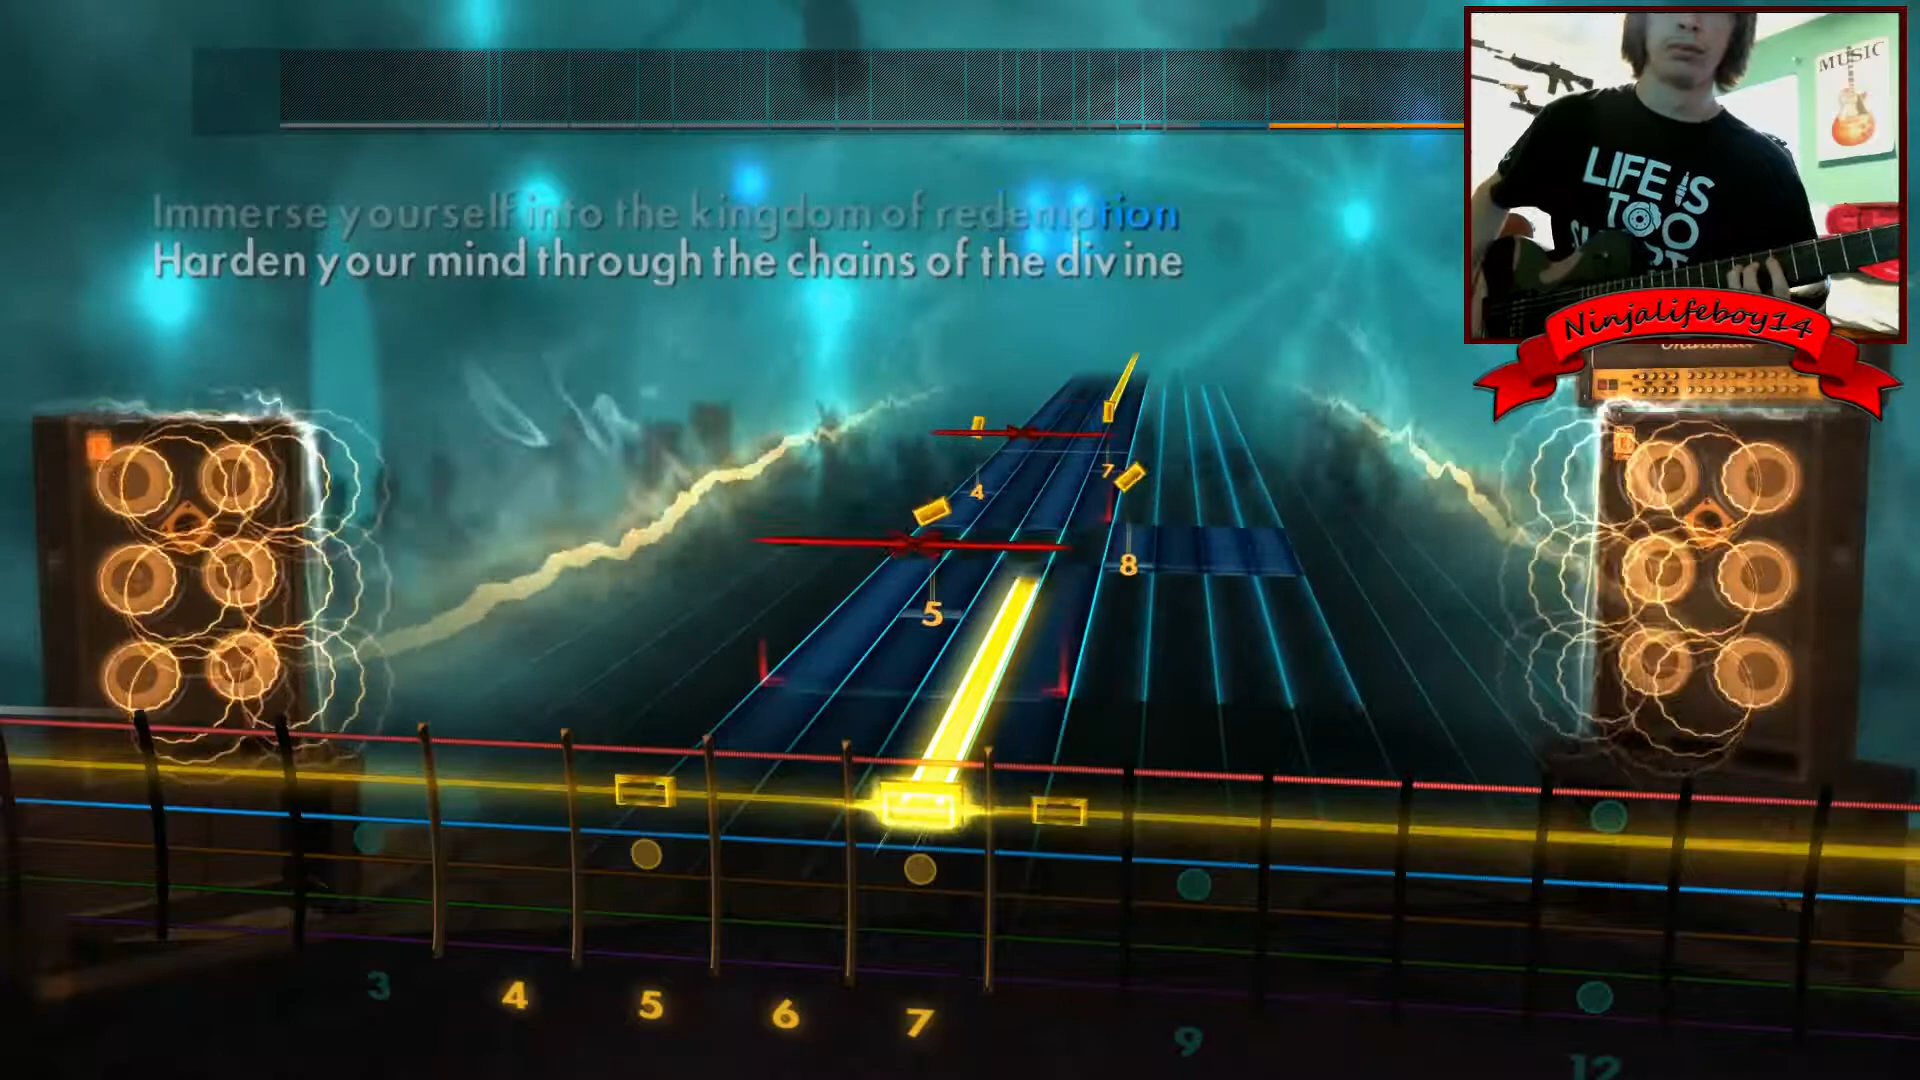 Immerse yourself into the kingdom of redemption
Harden your mind through the chains of the divine
MUSIC
LIFE IS
TOO
Ninjalifeboy14
4
7
8
5
3
4
5
6
7
9
12